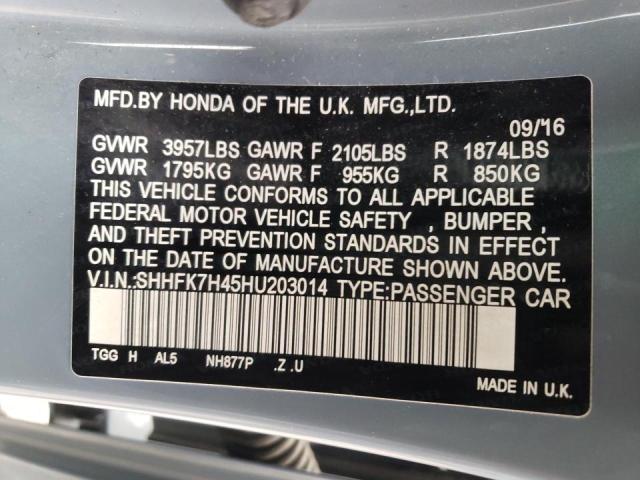 MFD.BY HONDA OF THE U.K. MFG.,LTD.
09/'16
GVWR 3957LBS GAWR F 2105LBS R 1874LBS
GVWR 1795KG GAWR F 955KG R 850KG
THIS VEHICLE CONFORMS TO ALL APPLICABLE
FEDERAL MOTOR VEHICLE SAFETY , BUMPER ,
AND THEFT PREVENTION STANDARDS IN EFFECT
ON THE DATE OF MANUFACTURE SHOWN ABOVE.
V.I.N.:SHHFK7H45HU203014 TYPE:PASSENGER CAR
TGG H AL5 NH877P .Z .U
MADE IN U.K.